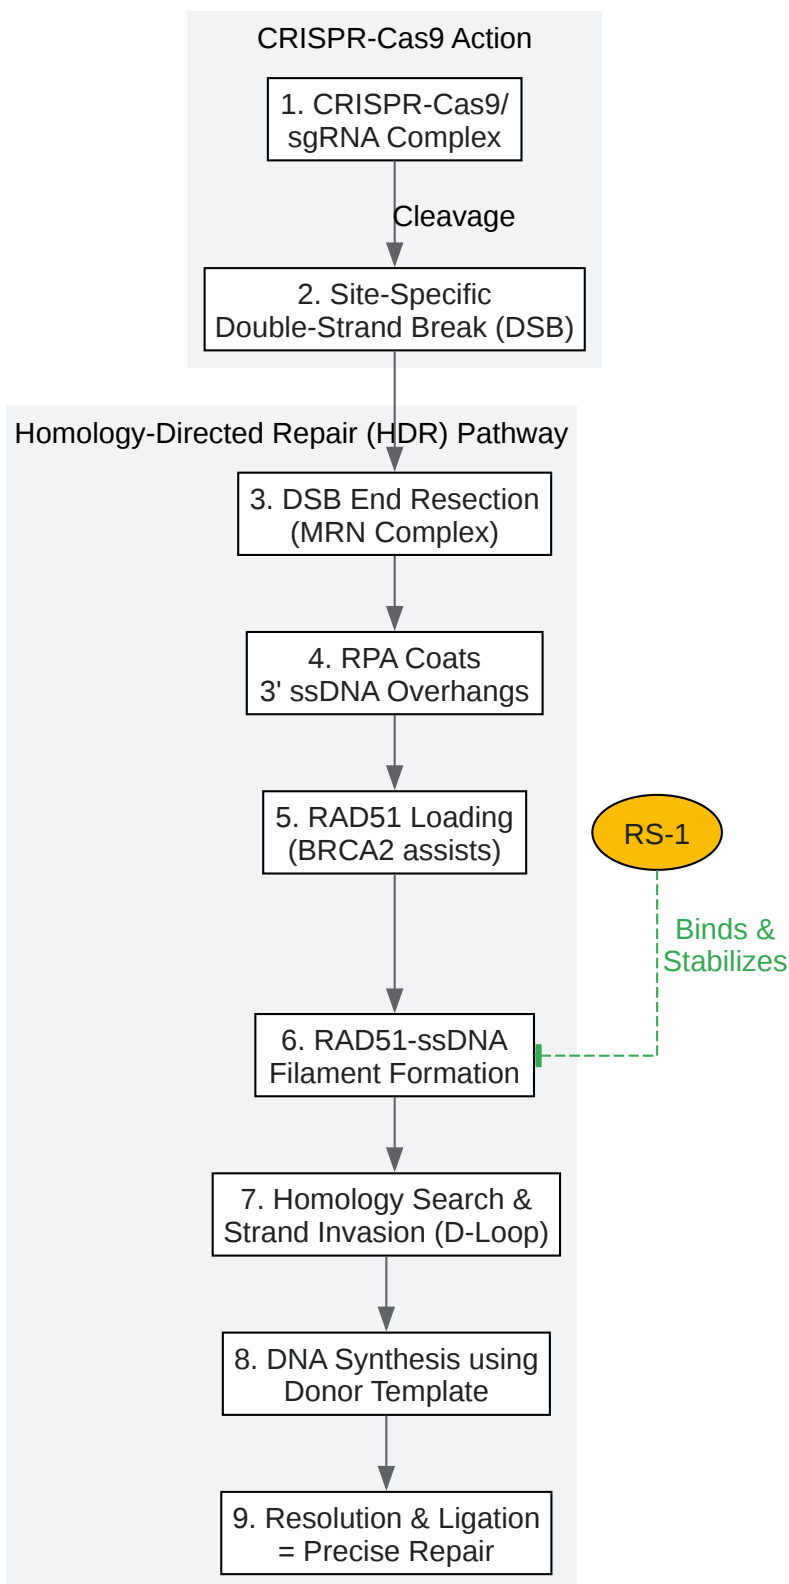 CRISPR-Cas9 Action
1. CRISPR-Cas9/
sgRNA Complex
Cleavage
2. Site-Specific
Double-Strand Break (DSB)
Homology-Directed Repair (HDR) Pathway
3. DSB End Resection
(MRN Complex)
4. RPA Coats
3' ssDNA Overhangs
5. RAD51 Loading
(BRCA2 assists)
RS-1
Binds &
Stabilizes
6. RAD51-ssDNA
Filament Formation
7. Homology Search &
Strand Invasion (D-Loop)
8. DNA Synthesis using
Donor Template
9. Resolution & Ligation
= Precise Repair